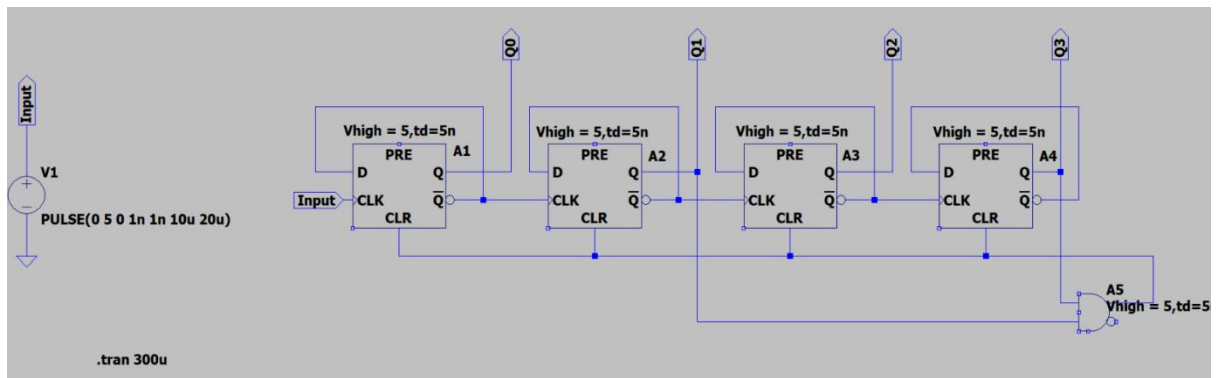 Input
V1
PULSE(0 5 0 1n 1n 10u 20u)
.tran 300u
Q0
Q1
Q2
Q3
Vhigh = 5,td=5n
Vhigh = 5,td=5n
Vhigh = 5,td=5n
Vhigh = 5,td=5n
PRE
A1
PRE
A2
PRE
A3
PRE
A4
D
Q
D
Q
D
Q
D
Q
Input
CLK
Q̅
CLK
Q̅
CLK
Q̅
CLK
Q̅
CLR
CLR
CLR
CLR
A5
Vhigh = 5,td=5